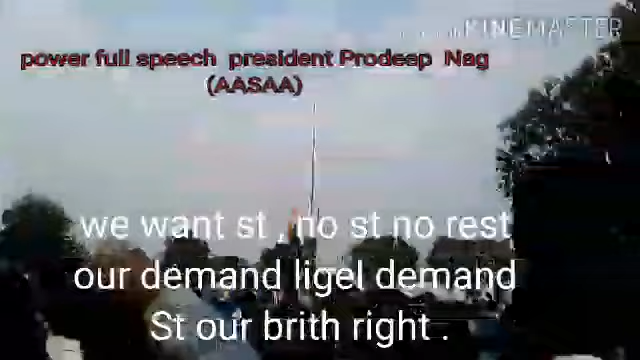 KINEMASTER
power full speech president Prodeep Nag
(AASAA)
we want st , no st no rest
our demand ligel demand
St our brith right .